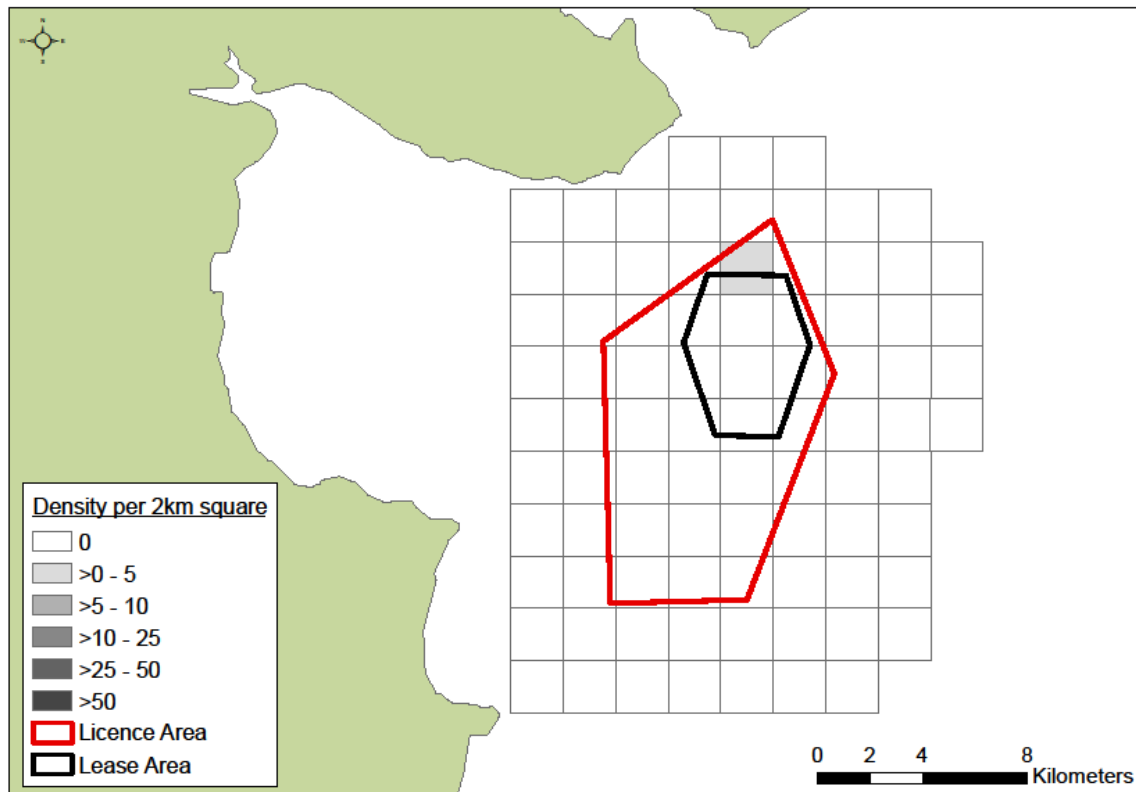 N
W E
S
Density per 2km square
0
>0 - 5
>5 - 10
>10 - 25
>25 - 50
>50
Licence Area
Lease Area
0 2 4 8
Kilometers